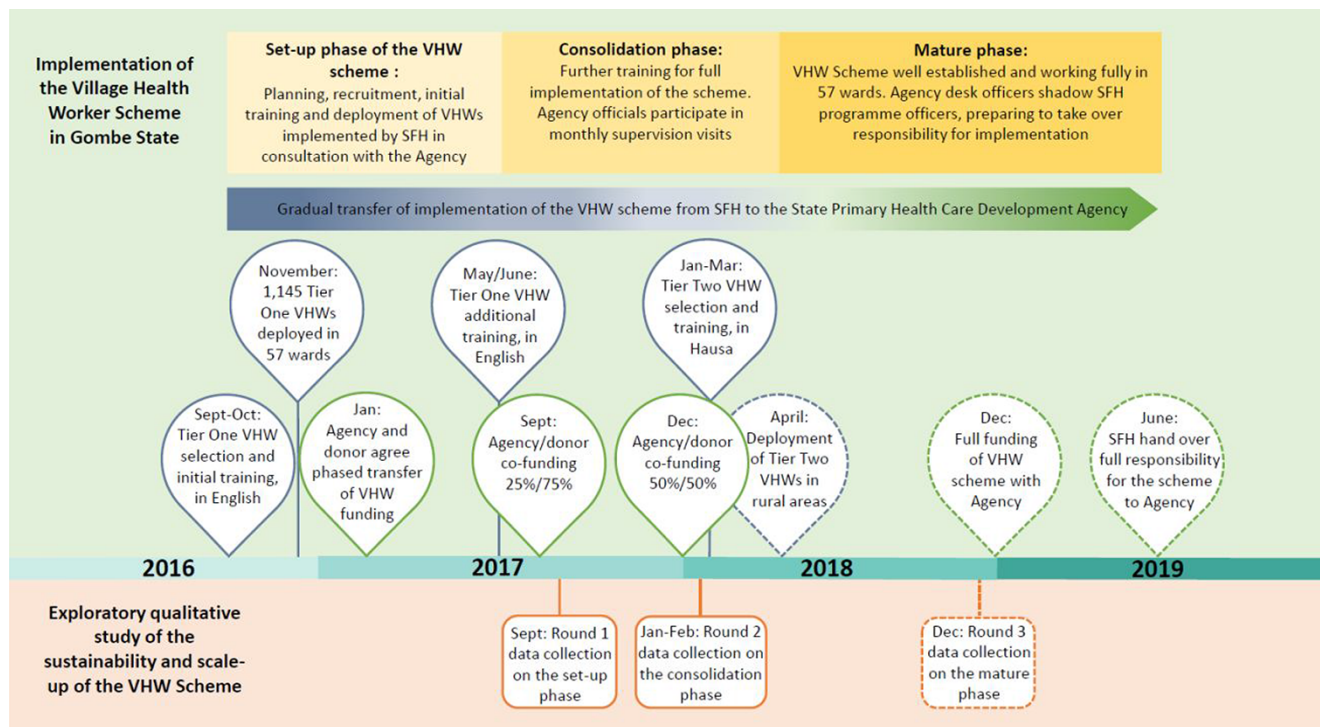 Implementation of
the Village Health
Worker Scheme
in Gombe State
Set-up phase of the VHW
scheme :
Planning, recruitment, initial
training and deployment of VHWs
implemented by SFH in
consultation with the Agency
Consolidation phase:
Further training for full
implementation of the scheme.
Agency officials participate in
monthly supervision visits
Mature phase:
VHW Scheme well established and working fully in
57 wards. Agency desk officers shadow SFH
programme officers, preparing to take over
responsibility for implementation
Gradual transfer of implementation of the VHW scheme from SFH to the State Primary Health Care Development Agency
November:
1,145 Tier
One VHWs
deployed in
57 wards
May/June:
Tier One VHW
additional
training, in
English
Jan-Mar:
Tier Two VHW
selection and
training, in
Hausa
Sept-Oct:
Tier One VHW
selection and
initial training,
in English
Jan:
Agency and
donor agree
phased transfer
of VHW
funding
Sept:
Agency/donor
co-funding
25%/75%
Dec:
Agency/donor
co-funding
50%/50%
April:
Deployment
of Tier Two
VHWs in
rural areas
Dec:
Full funding
of VHW
scheme with
Agency
June:
SFH hand over
full responsibility
for the scheme
to Agency
2016
2017
2018
2019
Exploratory qualitative
study of the
sustainability and scale-
up of the VHW Scheme
Sept: Round 1
data collection
on the set-up
phase
Jan-Feb: Round 2
data collection on
the consolidation
phase
Dec: Round 3
data collection
on the mature
phase